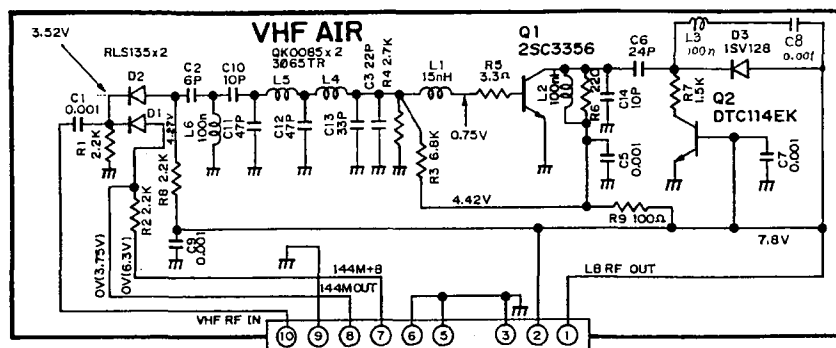 VHF AIR
3.52V
RLS135x2
D2
D1
C1
0.001
R1
2.2K
4.27V
C2
6P
C10
10P
L6
100n
C11
47P
QK0085x2
3065TR
L5
L4
C12
47P
C13
33P
C3 22P
R4 2.7K
L1
15nH
R3 6.8K
R5
3.3Ω
0.75V
Q1
2SC3356
L2
100nH
R6 220
C14
10P
C6
24P
C5
0.001
L3
100n
D3
1SV128
C8
0.001
R7
1.5K
Q2
DTC114EK
C7
0.001
R2 2.2K
R8 2.2K
C9
0.001
0V(3.75V)
0V(6.3V)
4.42V
R9 100Ω
7.8V
144M+B
144MOUT
VHF RF IN
LB RF OUT
10 9 8 7 6 5 3 2 1